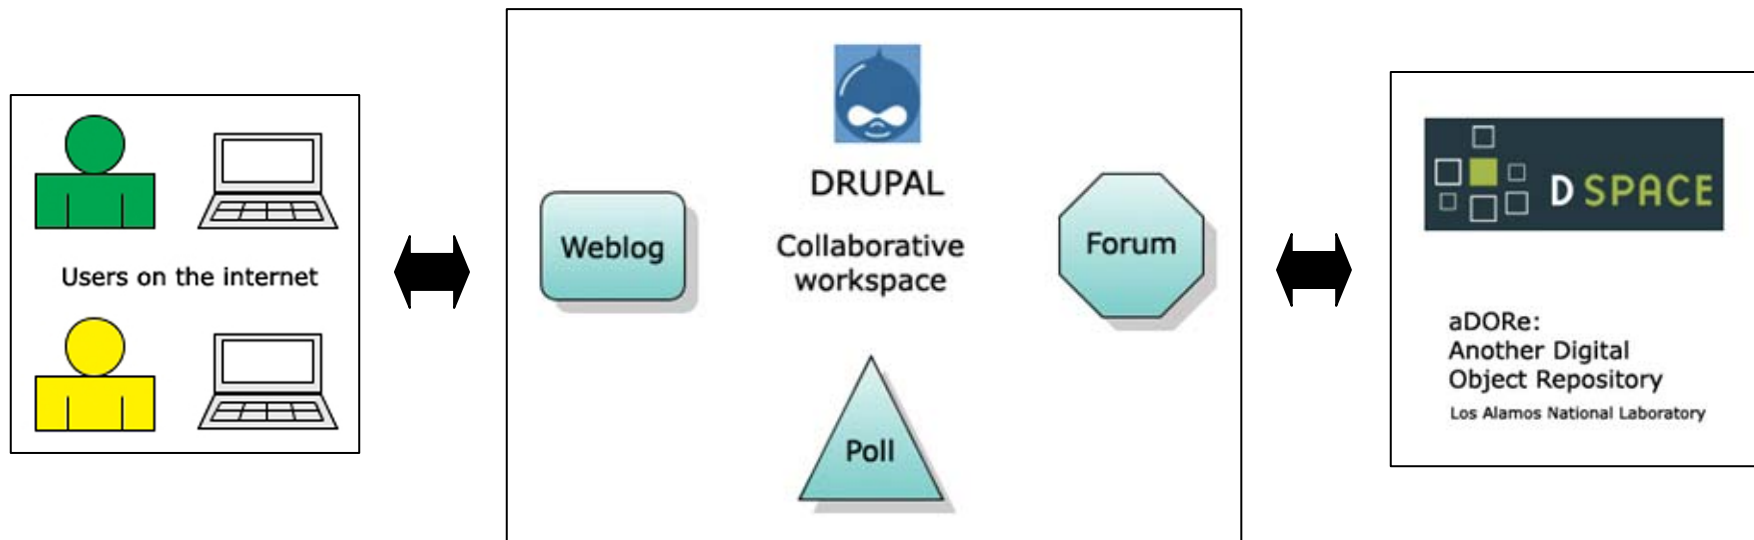 Users on the internet
DRUPAL
Collaborative
workspace
Weblog
Forum
Poll
DSPACE
aDORe:
Another Digital
Object Repository
Los Alamos National Laboratory